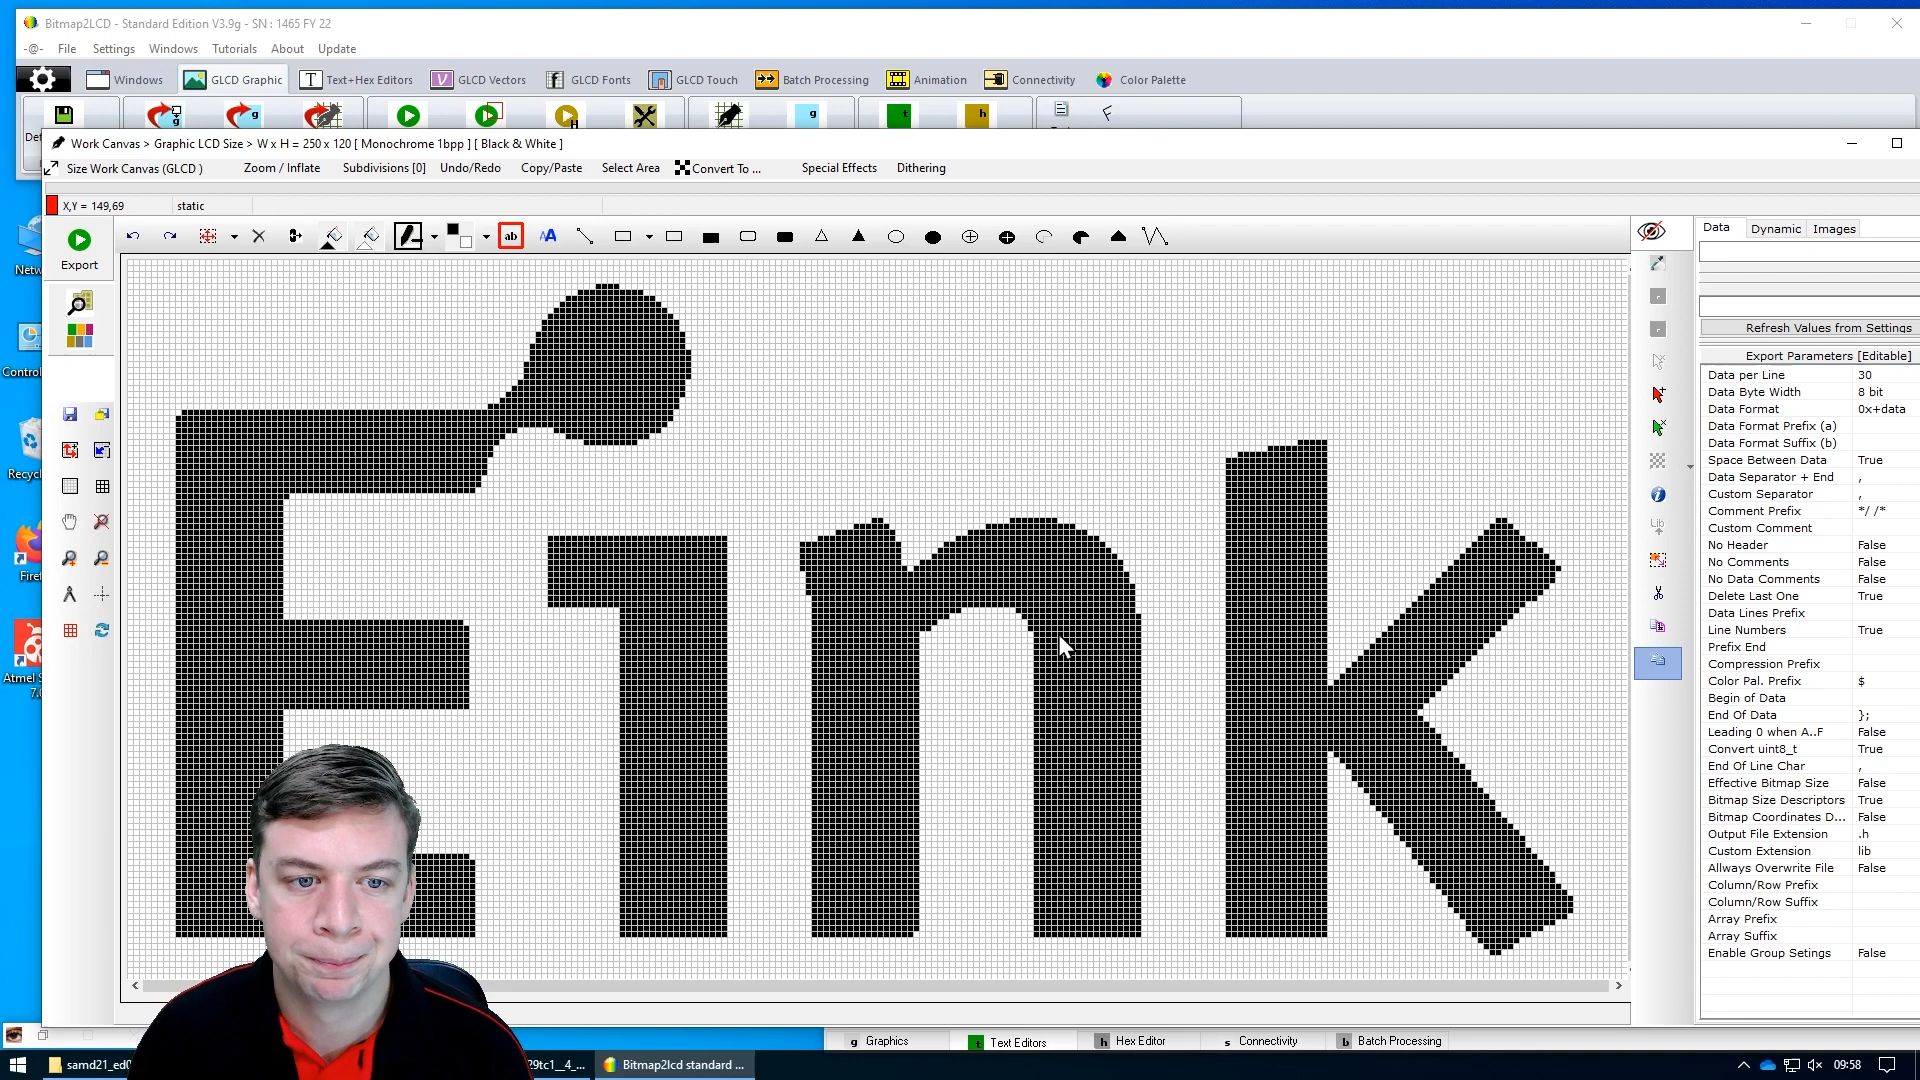 Bitmap2LCD - Standard Edition V3.9g - SN : 1465 FY 22
-@- File Settings Windows Tutorials About Update
Windows GLCD Graphic T Text+Hex Editors V GLCD Vectors f GLCD Fonts GLCD Touch Batch Processing Animation Connectivity Color Palette
g g H g t h
Work Canvas > Graphic LCD Size > W x H = 250 x 120 [ Monochrome 1bpp ] [ Black & White ]
Size Work Canvas (GLCD ) Zoom / Inflate Subdivisions [0] Undo/Redo Copy/Paste Select Area Convert To ... Special Effects Dithering
X,Y = 149,69 static
Export
ab AA
Data Dynamic Images
Refresh Values from Settings
Export Parameters [Editable]
Data per Line 30
Data Byte Width 8 bit
Data Format 0x+data
Data Format Prefix (a)
Data Format Suffix (b)
Space Between Data True
Data Separator + End ,
Custom Separator ,
Comment Prefix */ /*
Custom Comment
No Header False
No Comments False
No Data Comments False
Delete Last One True
Data Lines Prefix
Line Numbers True
Prefix End
Compression Prefix
Color Pal. Prefix $
Begin of Data
End Of Data };
Leading 0 when A..F False
Convert uint8_t True
End Of Line Char ,
Effective Bitmap Size False
Bitmap Size Descriptors True
Bitmap Coordinates D... False
Output File Extension .h
Custom Extension lib
Allways Overwrite File False
Column/Row Prefix
Column/Row Suffix
Array Prefix
Array Suffix
Enable Group Setings False
Lib
Eink
g Graphics t Text Editors h Hex Editor s Connectivity b Batch Processing
samd21_ed0 29tc1__4_... Bitmap2lcd standard ... 09:58